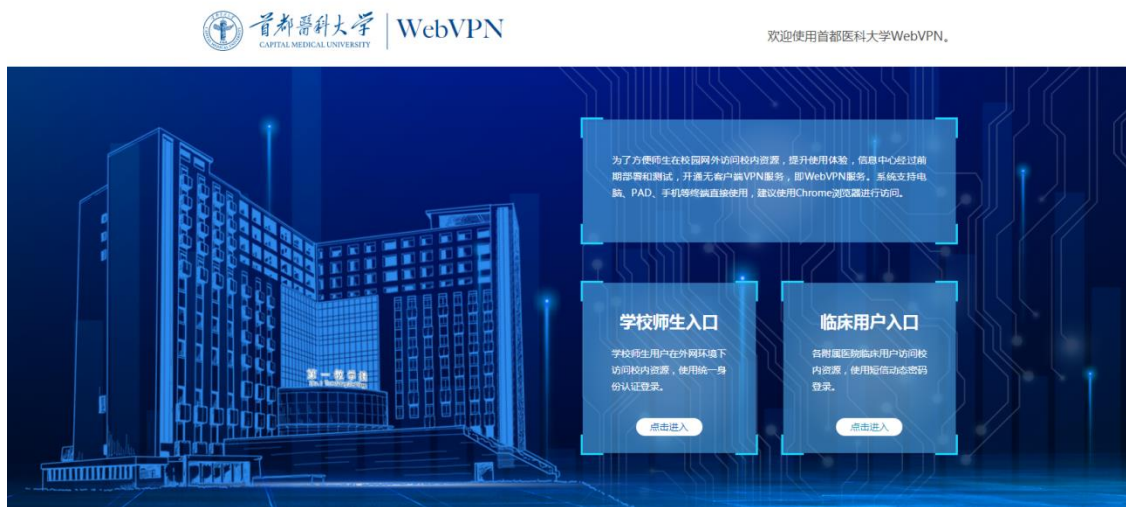 首都醫科大学
CAPITAL MEDICAL UNIVERSITY
WebVPN
欢迎使用首都医科大学WebVPN。
为了方便师生在校园网外访问校内资源，提升使用体验，信息中心经过前
期部署和测试，开通无客户端VPN服务，即WebVPN服务。系统支持电
脑、PAD、手机等终端直接使用，建议使用Chrome浏览器进行访问。
学校师生入口
学校师生用户在外网环境下
访问校内资源，使用统一身
份认证登录。
点击进入
临床用户入口
各附属医院临床用户访问校
内资源，使用短信动态密码
登录。
点击进入
第一教学楼